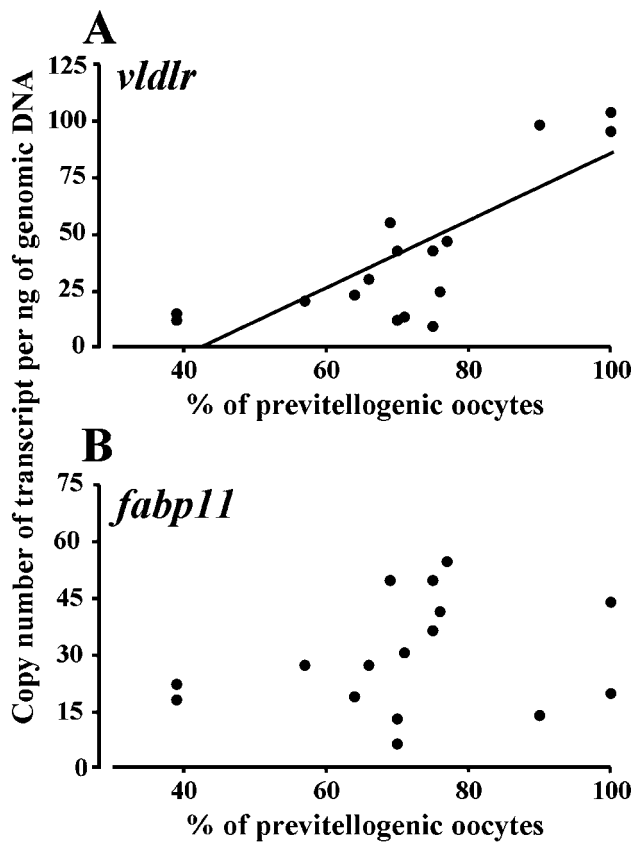 A
vldlr
125
100
75
50
25
0
40 60 80 100
% of previtellogenic oocytes
Copy number of transcript per ng of genomic DNA
B
fabp11
75
60
45
30
15
0
40 60 80 100
% of previtellogenic oocytes